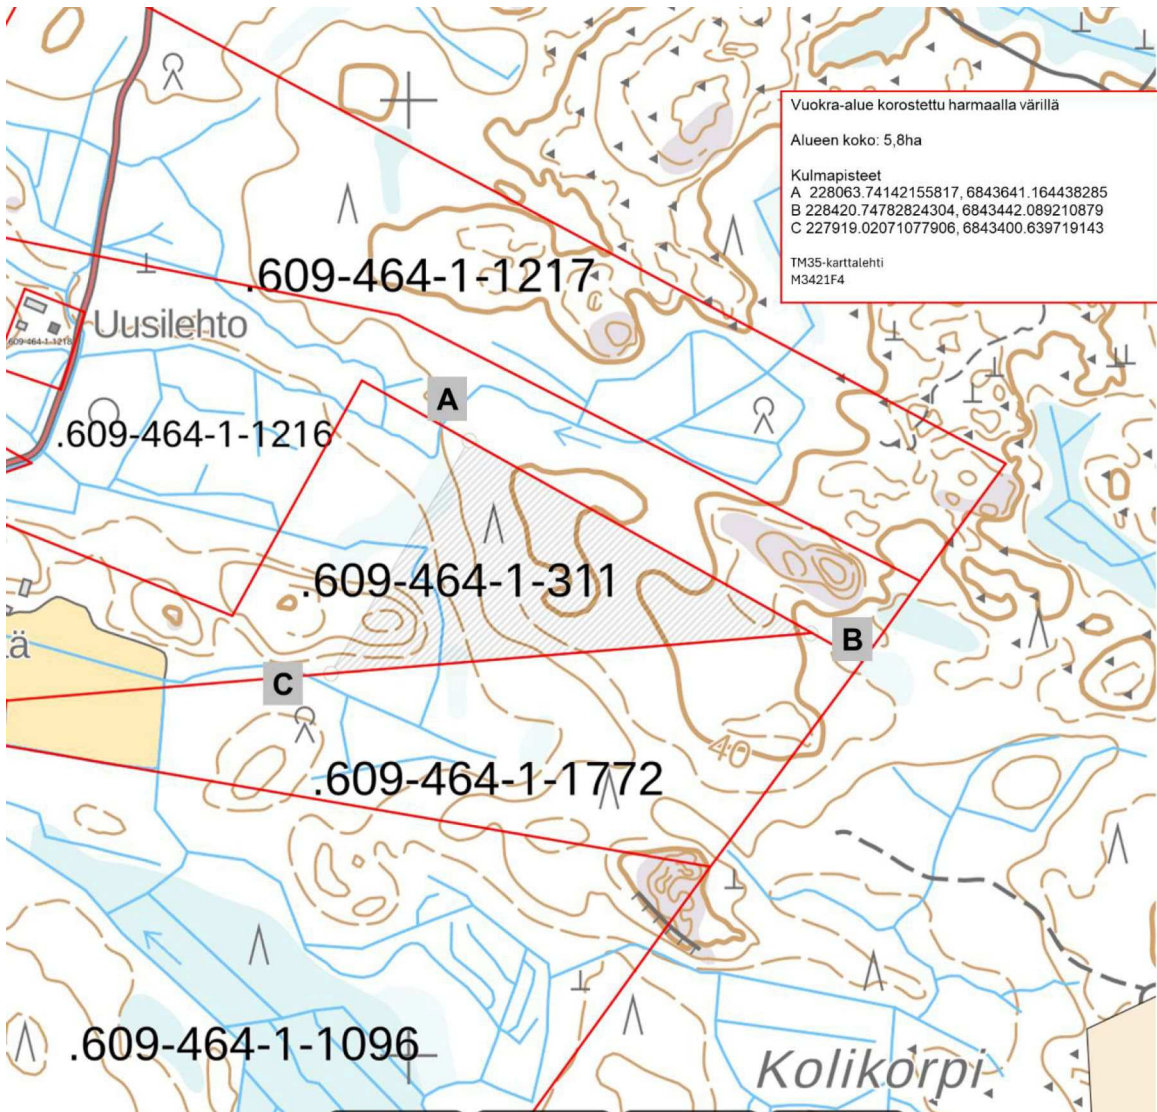 Vuokra-alue korostettu harmaalla värillä
Alueen koko: 5,8ha
Kulmapisteet
A 228063.74142155817, 6843641.164438285
B 228420.74782824304, 6843442.089210879
C 227919.02071077906, 6843400.639719143
TM35-karttalehti
M3421F4
.609-464-1-1217
Uusilehto
609-464-1-1218
A
.609-464-1-1216
.609-464-1-311
B
ä
C
40
.609-464-1-1772
.609-464-1-1096
Kolikorpi